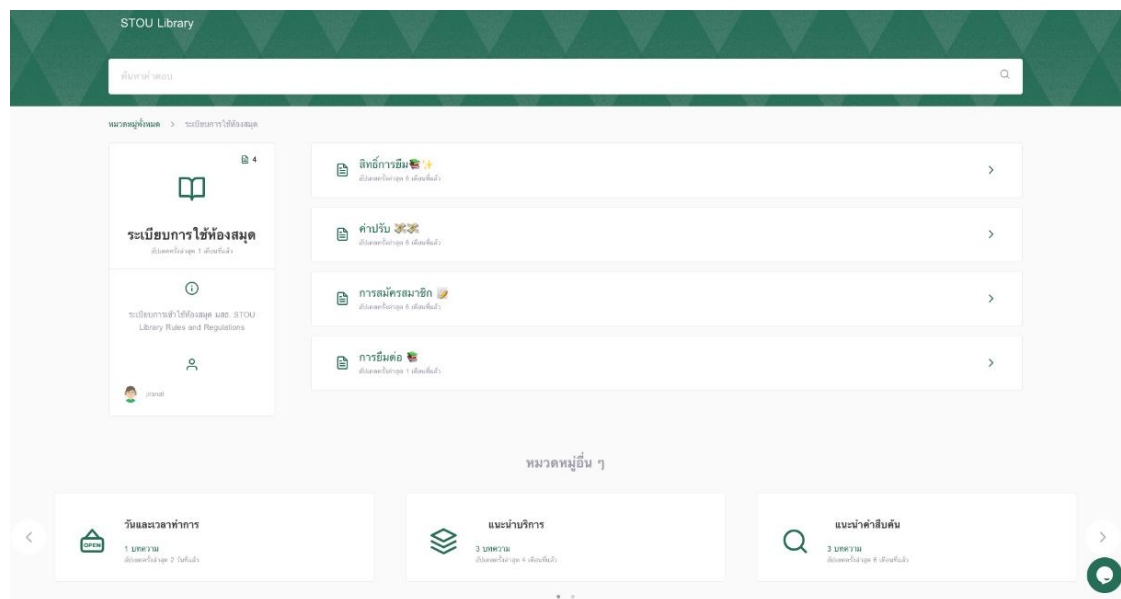 STOU Library
ค้นหาคำตอบ
หมวดหมู่ทั้งหมด > ระเบียบการใช้ห้องสมุด
4
ระเบียบการใช้ห้องสมุด
อัปเดตครั้งล่าสุด 1 เดือนที่แล้ว
ระเบียบการเข้าใช้ห้องสมุด มสธ. STOU
Library Rules and Regulations
jiranat
สิทธิ์การยืม📚✨
อัปเดตครั้งล่าสุด 6 เดือนที่แล้ว
ค่าปรับ 💸💸
อัปเดตครั้งล่าสุด 6 เดือนที่แล้ว
การสมัครสมาชิก 📝
อัปเดตครั้งล่าสุด 6 เดือนที่แล้ว
การยืมต่อ 📚
อัปเดตครั้งล่าสุด 1 เดือนที่แล้ว
หมวดหมู่อื่น ๆ
OPEN
วันและเวลาทำการ
1 บทความ
อัปเดตครั้งล่าสุด 2 วันที่แล้ว
แนะนำบริการ
3 บทความ
อัปเดตครั้งล่าสุด 4 เดือนที่แล้ว
แนะนำคำสืบค้น
3 บทความ
อัปเดตครั้งล่าสุด 6 เดือนที่แล้ว